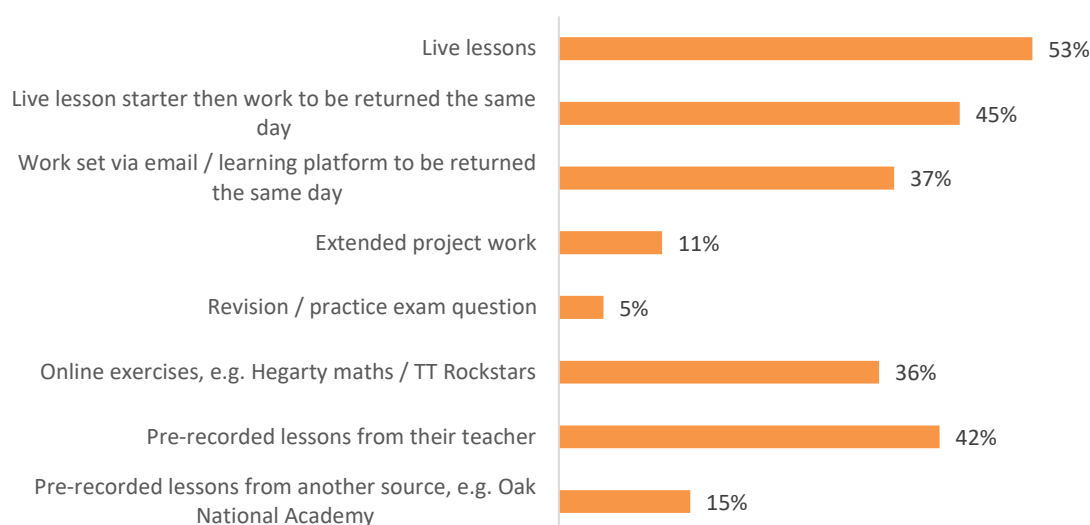 Live lessons
53%
Live lesson starter then work to be returned the same
day
45%
Work set via email / learning platform to be returned
the same day
37%
Extended project work
11%
Revision / practice exam question
5%
Online exercises, e.g. Hegarty maths / TT Rockstars
36%
Pre-recorded lessons from their teacher
42%
Pre-recorded lessons from another source, e.g. Oak
National Academy
15%